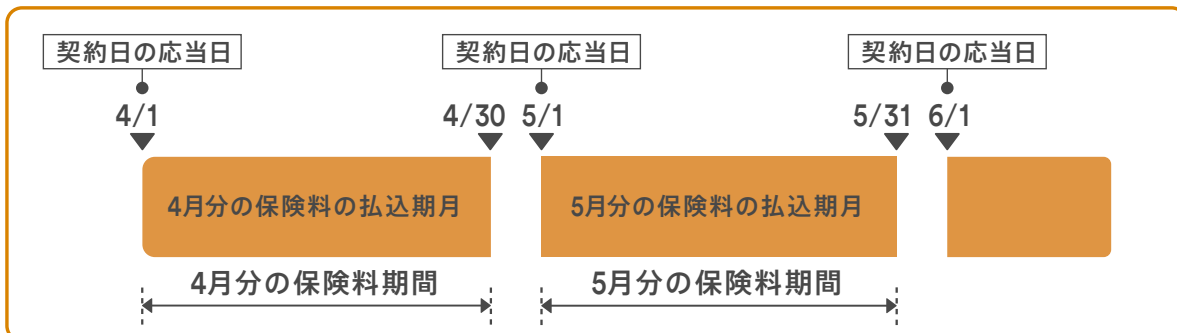 契約日の応当日 契約日の応当日 契約日の応当日
4/1 4/30 5/1 5/31 6/1
4月分の保険料の払込期月 5月分の保険料の払込期月
4月分の保険料期間 5月分の保険料期間